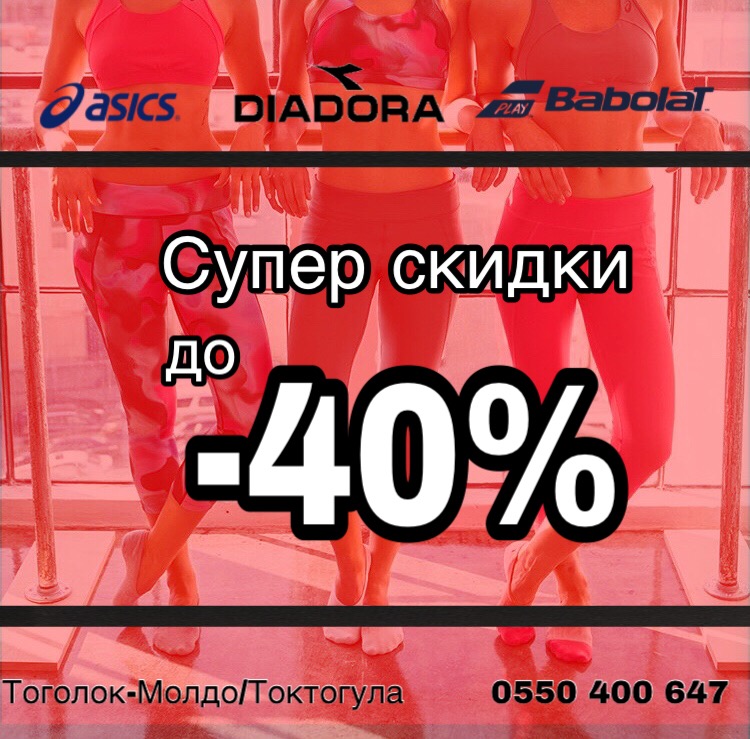 asics
DIADORA
PLAY BabolaT
Супер скидки
до
-40%
Тоголок-Молдо/Токтогула 0550 400 647